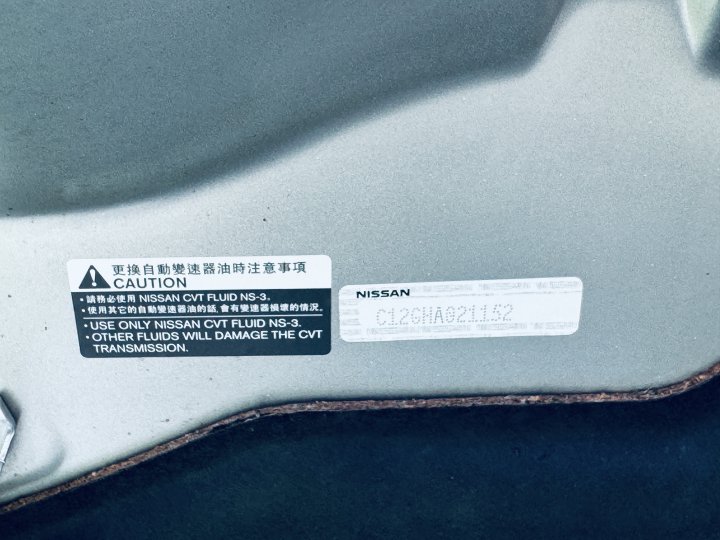 更換自動變速器油時注意事項
CAUTION
・請務必使用 NISSAN CVT FLUID NS-3。
・使用其它的自動變速器油的話,會有變速器損壞的情況。
・USE ONLY NISSAN CVT FLUID NS-3.
・OTHER FLUIDS WILL DAMAGE THE CVT
TRANSMISSION.
NISSAN
C12GWAG21152